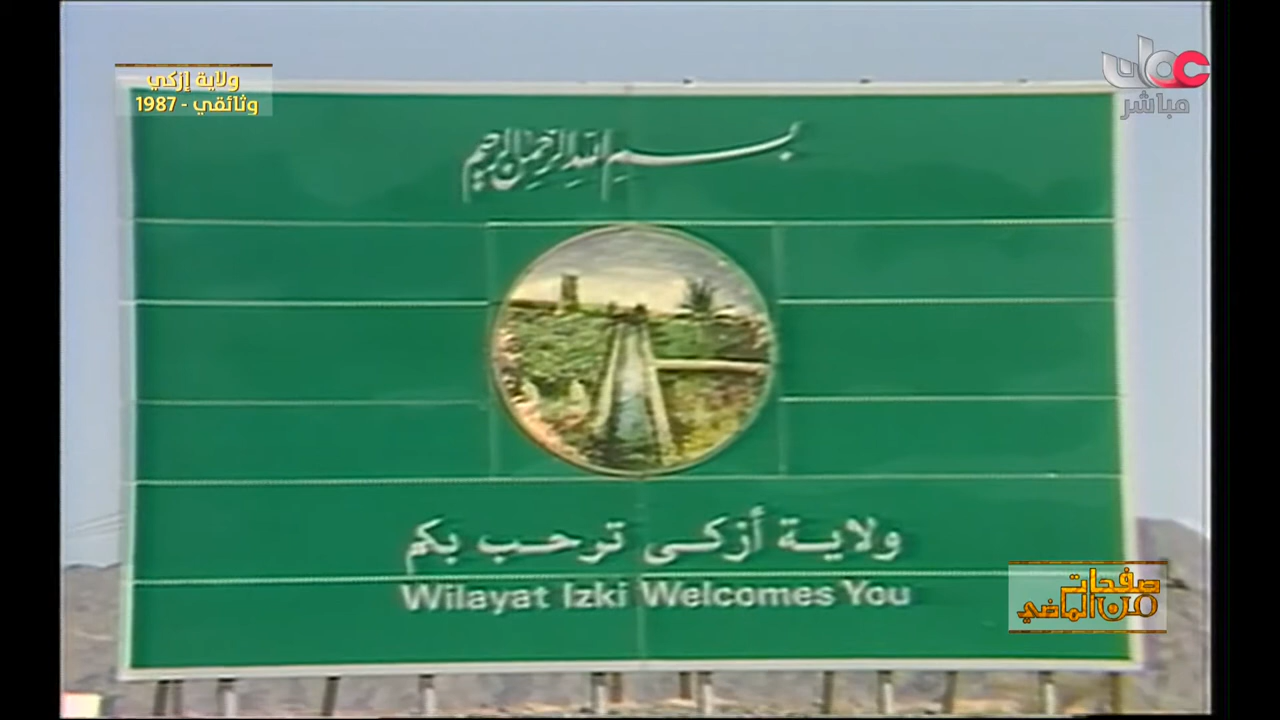 ولاية إزكي
وثائقي - 1987
عمان
مباشر
بسم الله الرحمن الرحيم
ولاية أزكى ترحب بكم
Wilayat Izki Welcomes You
صفحات
من الماضي